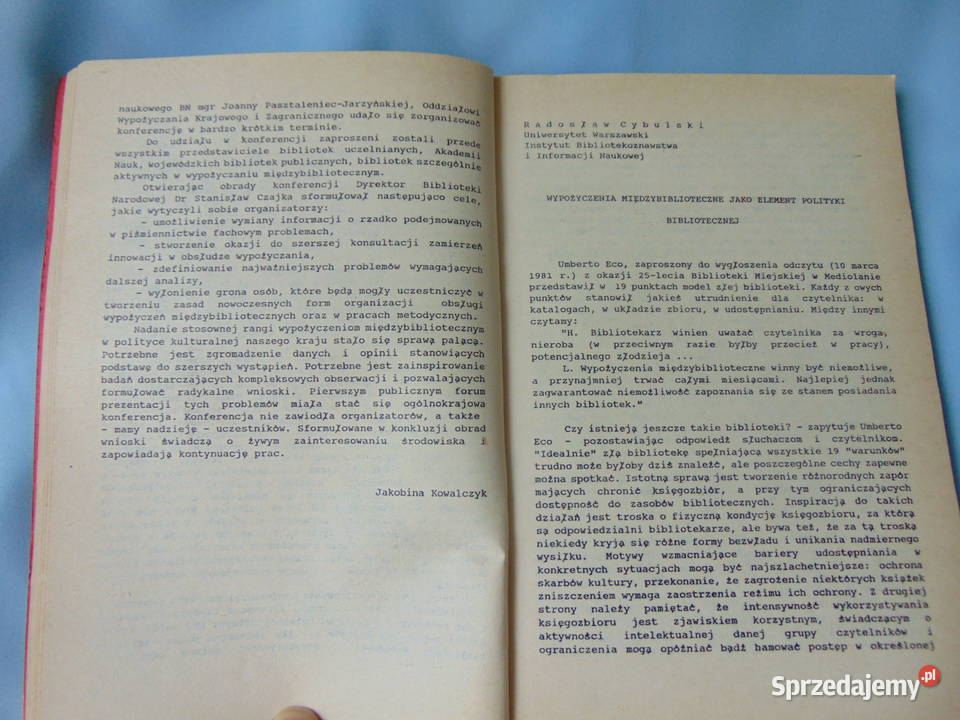 naukowego BN mgr Joanny Pasztaleniec-Jarzyńskiej, Oddziałowi
Wypożyczania Krajowego i Zagranicznego udało się zorganizować
konferencję w bardzo krótkim terminie.
Do udziału w konferencji zaproszeni zostali przede
wszystkim przedstawiciele bibliotek uczelnianych, Akademii
Nauk, wojewódzkich bibliotek publicznych, bibliotek szczególnie
aktywnych w wypożyczaniu międzybibliotecznym.
Otwierając obrady konferencji Dyrektor Biblioteki
Narodowej Dr Stanisław Czajka sformułował następująco cele,
jakie wytyczyli sobie organizatorzy:
- umożliwienie wymiany informacji o rzadko podejmowanych
w piśmiennictwie fachowym problemach,
- stworzenie okazji do szerszej konsultacji zamierzeń
innowacji w obsłudze wypożyczania,
- zdefiniowanie najważniejszych problemów wymagających
dalszej analizy,
- wyłonienie grona osób, które będą mogły uczestniczyć w
tworzeniu zasad nowoczesnych form organizacji obsługi
wypożyczeń międzybibliotecznych oraz w pracach metodycznych.
Nadanie stosownej rangi wypożyczeniom międzybibliotecznym
w polityce kulturalnej naszego kraju stało się sprawą palącą.
Potrzebne jest zgromadzenie danych i opinii stanowiących
podstawę do szerszych wystąpień. Potrzebne jest zainspirowanie
badań dostarczających kompleksowych obserwacji i pozwalających
formułować radykalne wnioski. Pierwszym publicznym forum
prezentacji tych problemów miała stać się ogólnokrajowa
konferencja. Konferencja nie zawiodła organizatorów, a także
- mamy nadzieję - uczestników. Sformułowane w konkluzji obrad
wnioski świadczą o żywym zainteresowaniu środowiska i
zapowiadają kontynuację prac.
Jakobina Kowalczyk
Radosław Cybulski
Uniwersytet Warszawski
Instytut Bibliotekoznawstwa
i Informacji Naukowej
WYPOŻYCZENIA MIĘDZYBIBLIOTECZNE JAKO ELEMENT POLITYKI
BIBLIOTECZNEJ
Umberto Eco, zaproszony do wygłoszenia odczytu (10 marca
1981 r.) z okazji 25-lecia Biblioteki Miejskiej w Mediolanie
przedstawił w 19 punktach model złej biblioteki. Każdy z owych
punktów stanowi jakieś utrudnienie dla czytelnika: w
katalogach, w układzie zbioru, w udostępnianiu. Między innymi
czytamy:
"H. Bibliotekarz winien uważać czytelnika za wroga,
nieroba (w przeciwnym razie byłby przecież w pracy),
potencjalnego złodzieja ...
L. Wypożyczenia międzybiblioteczne winny być niemożliwe,
a przynajmniej trwać całymi miesiącami. Najlepiej jednak
zagwarantować niemożliwość zapoznania się ze stanem posiadania
innych bibliotek."
Czy istnieją jeszcze takie biblioteki? - zapytuje Umberto
Eco - pozostawiając odpowiedź słuchaczom i czytelnikom.
"Idealnie" złą bibliotekę spełniającą wszystkie 19 "warunków"
trudno może byłoby dziś znaleźć, ale poszczególne cechy zapewne
można spotkać. Istotną sprawą jest tworzenie różnorodnych zapór
mających chronić księgozbiór, a przy tym ograniczających
dostępność do zasobów bibliotecznych. Inspiracją do takich
działań jest troska o fizyczną kondycję księgozbioru, za którą
są odpowiedzialni bibliotekarze, ale bywa też, że za tą troską
niekiedy kryją się różne formy bezwładu i unikania nadmiernego
wysiłku. Motywy wzmacniające bariery udostępniania w
konkretnych sytuacjach mogą być najszlachetniejsze: ochrona
skarbów kultury, przekonanie, że zagrożenie niektórych książek
zniszczeniem wymaga zaostrzenia reżimu ich ochrony. Z drugiej
strony należy pamiętać, że intensywność wykorzystywania
księgozbioru jest zjawiskiem korzystnym, świadczącym o
aktywności intelektualnej danej grupy czytelników i
ograniczenia mogą opóźniać bądź hamować postęp w określonej
Sprzedajemy.pl